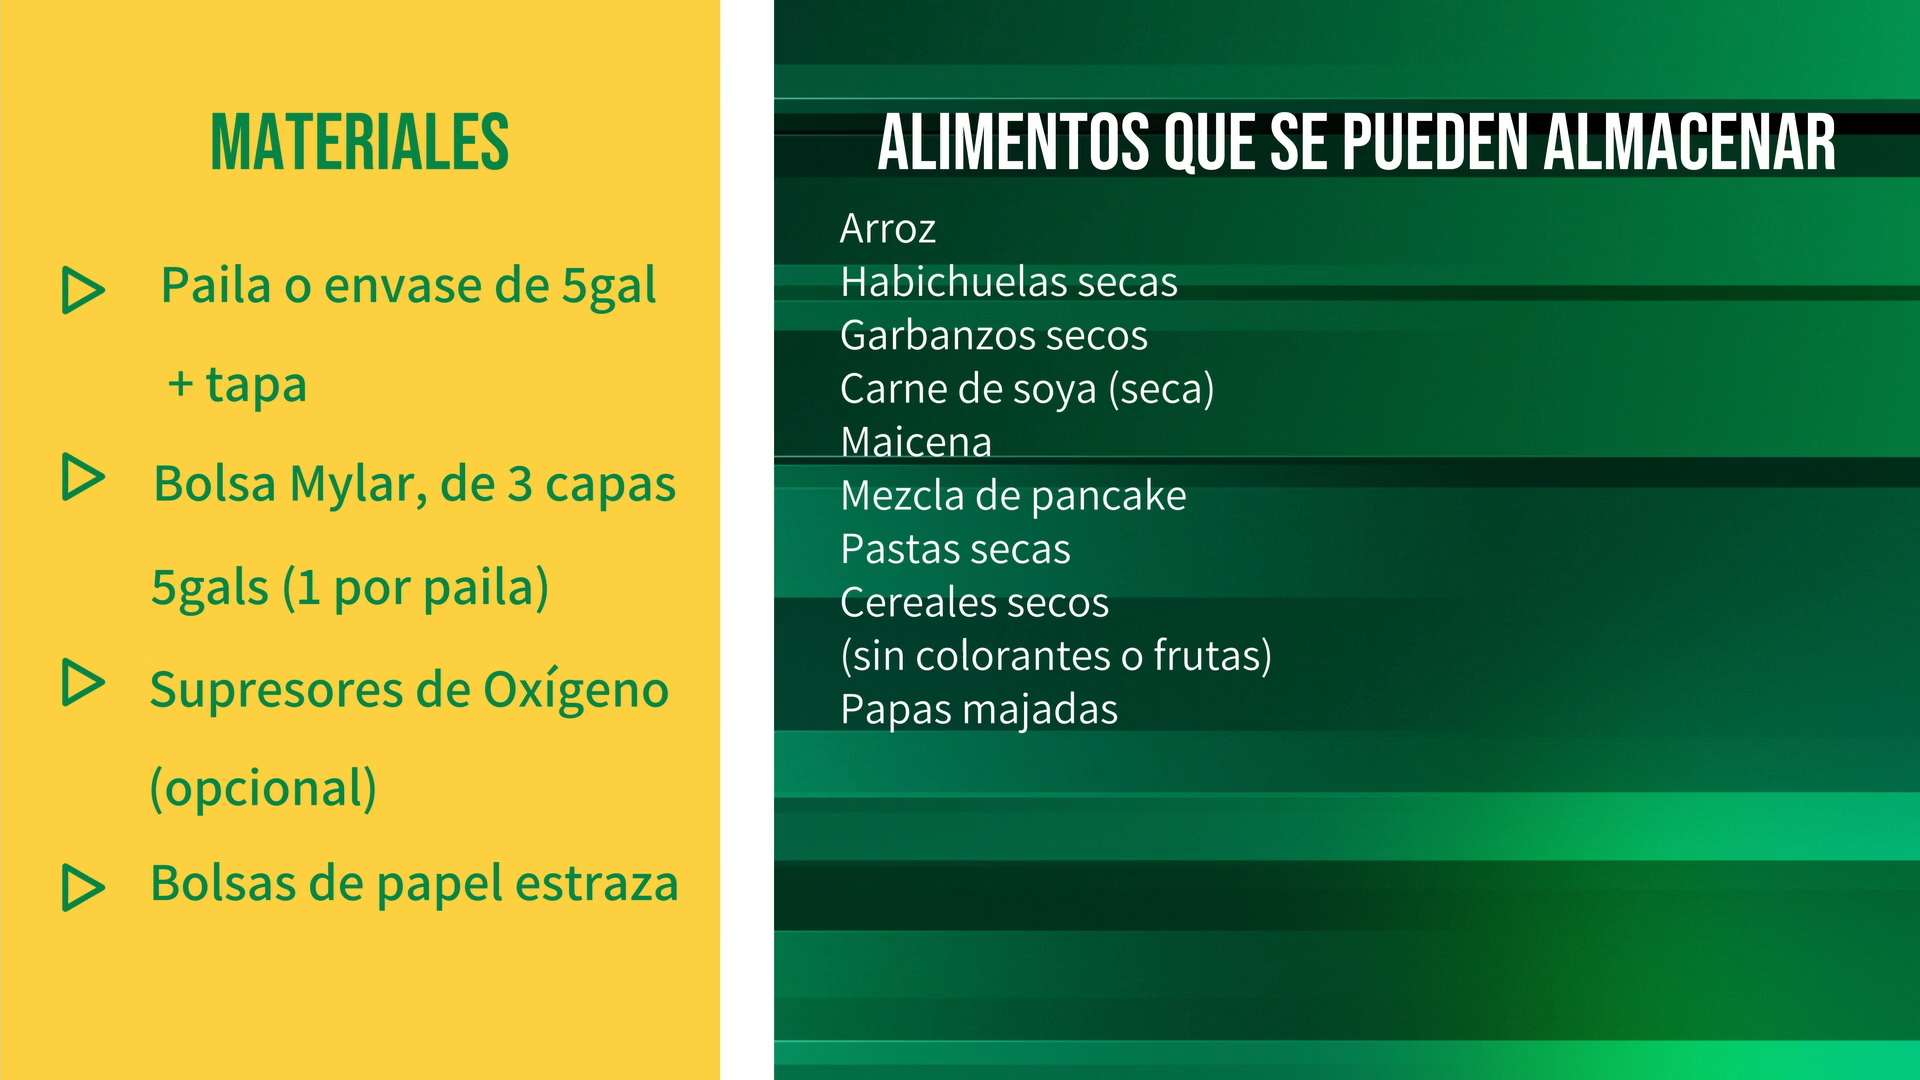 MATERIALES
Paila o envase de 5gal
+ tapa
Bolsa Mylar, de 3 capas
5gals (1 por paila)
Supresores de Oxígeno
(opcional)
Bolsas de papel estraza
ALIMENTOS QUE SE PUEDEN ALMACENAR
Arroz
Habichuelas secas
Garbanzos secos
Carne de soya (seca)
Maicena
Mezcla de pancake
Pastas secas
Cereales secos
(sin colorantes o frutas)
Papas majadas